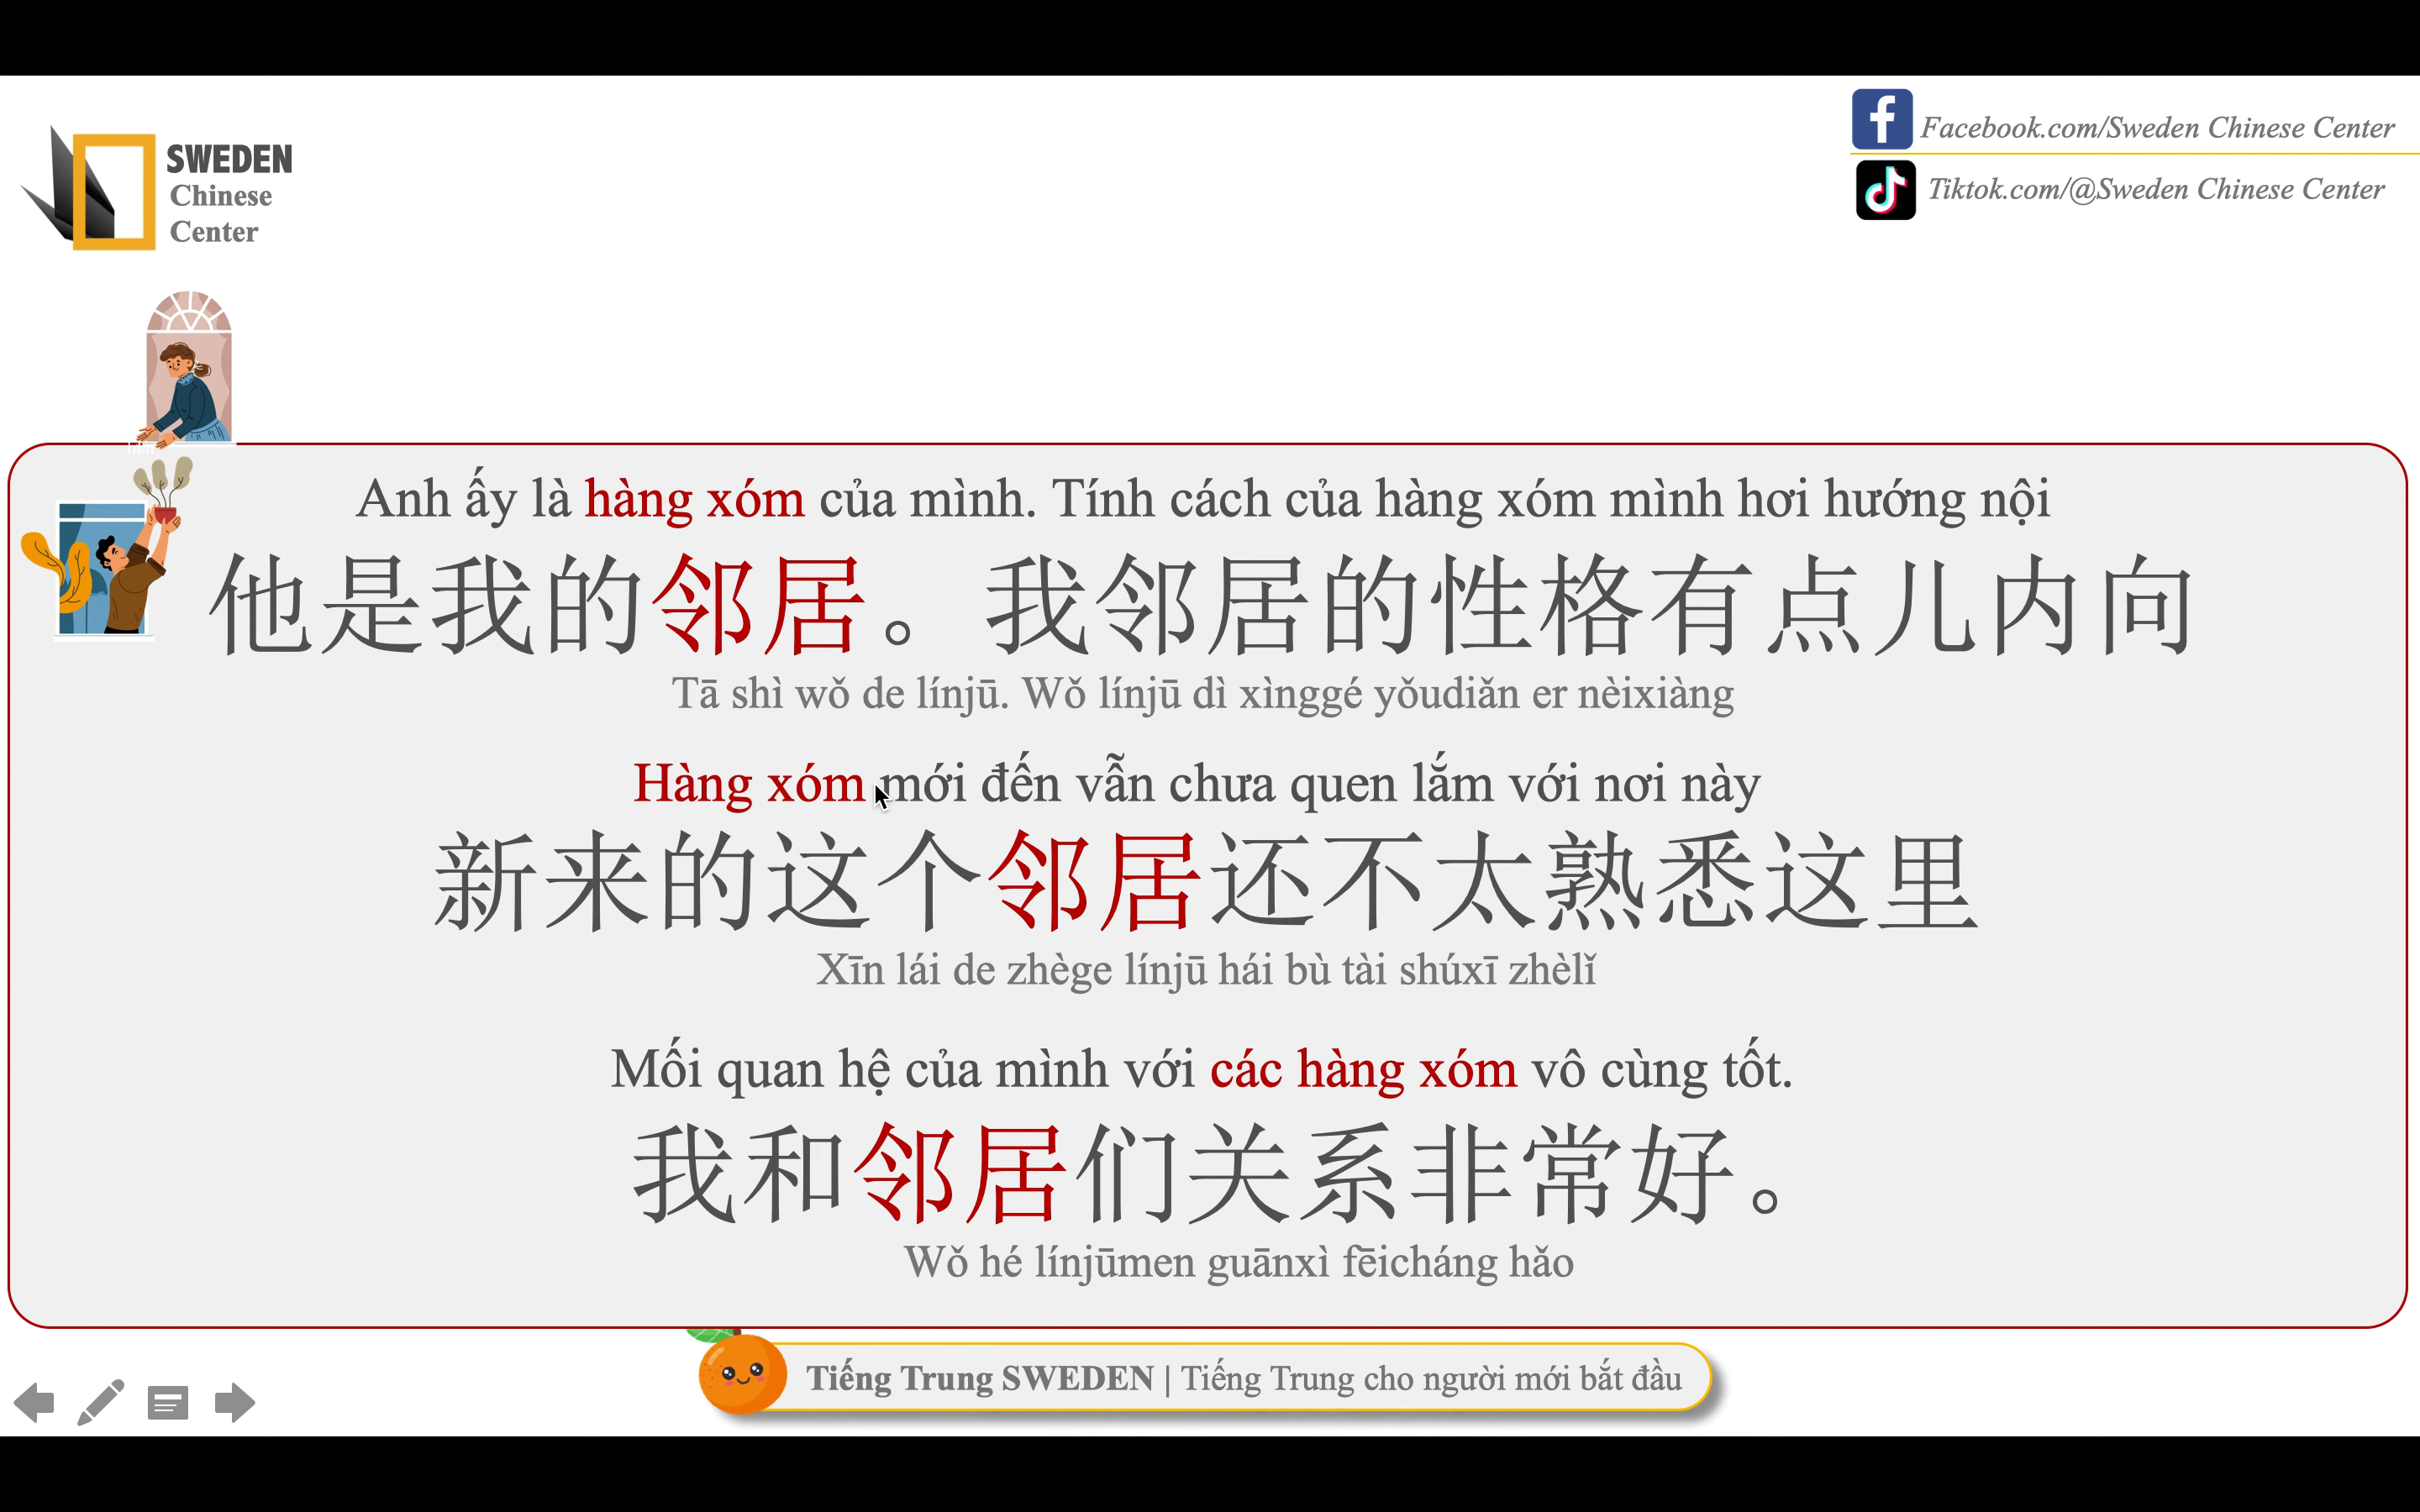 SWEDEN
Chinese
Center
Facebook.com/Sweden Chinese Center
Tiktok.com/@Sweden Chinese Center
Anh ấy là hàng xóm của mình. Tính cách của hàng xóm mình hơi hướng nội
他是我的邻居。我邻居的性格有点儿内向
Tā shì wǒ de línjū. Wǒ línjū dì xìnggé yǒudiǎn er nèixiàng
Hàng xóm mới đến vẫn chưa quen lắm với nơi này
新来的这个邻居还不太熟悉这里
Xīn lái de zhège línjū hái bù tài shúxī zhèlǐ
Mối quan hệ của mình với các hàng xóm vô cùng tốt.
我和邻居们关系非常好。
Wǒ hé línjūmen guānxì fēicháng hǎo
Tiếng Trung SWEDEN | Tiếng Trung cho người mới bắt đầu